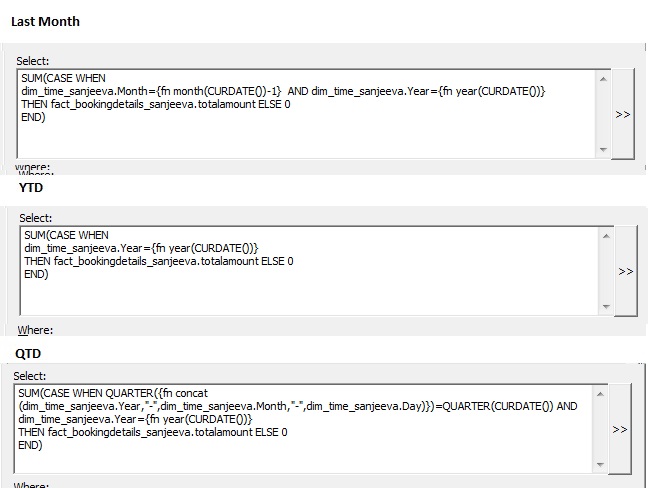 Last Month
Select:
SUM(CASE WHEN
dim_time_sanjeeva.Month={fn month(CURDATE())-1}  AND dim_time_sanjeeva.Year={fn year(CURDATE())}
THEN fact_bookingdetails_sanjeeva.totalamount ELSE 0
END)
>>
Where:
Where:
YTD
Select:
SUM(CASE WHEN
dim_time_sanjeeva.Year={fn year(CURDATE())}
THEN fact_bookingdetails_sanjeeva.totalamount ELSE 0
END)
>>
Where:
QTD
Select:
SUM(CASE WHEN QUARTER({fn concat
(dim_time_sanjeeva.Year,"-",dim_time_sanjeeva.Month,"-",dim_time_sanjeeva.Day)})=QUARTER(CURDATE()) AND
dim_time_sanjeeva.Year={fn year(CURDATE())}
THEN fact_bookingdetails_sanjeeva.totalamount ELSE 0
END)
>>
Where: